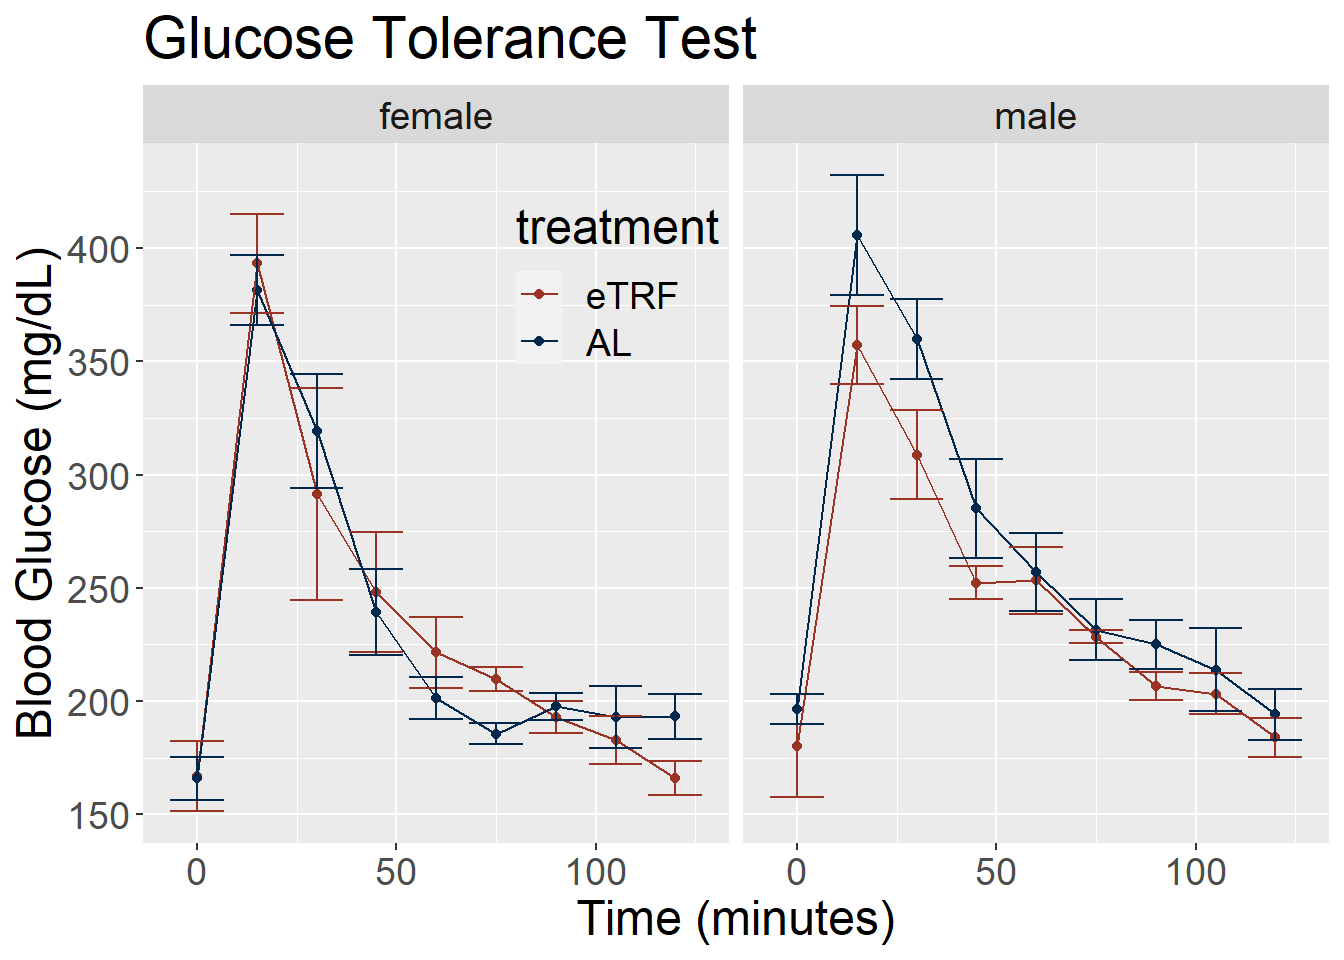 Glucose Tolerance Test
female
male
treatment
eTRF
AL
Blood Glucose (mg/dL)
400
350
300
250
200
150
0
50
100
0
50
100
Time (minutes)